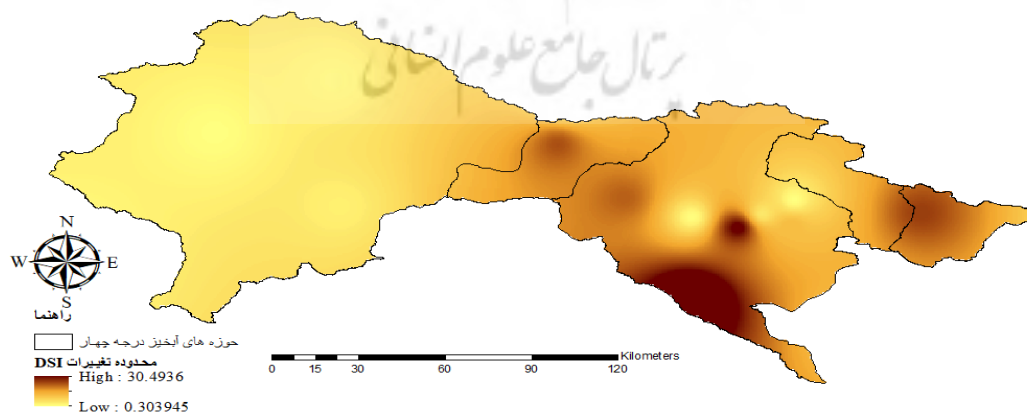 پرتال جامع علوم انسانی
N
W E
S
راهنما
حوزه های آبخیز درجه چهار
محدوده تغییرات DSI
High : 30.4936
Low : 0.303945
Kilometers
0 15 30 60 90 120